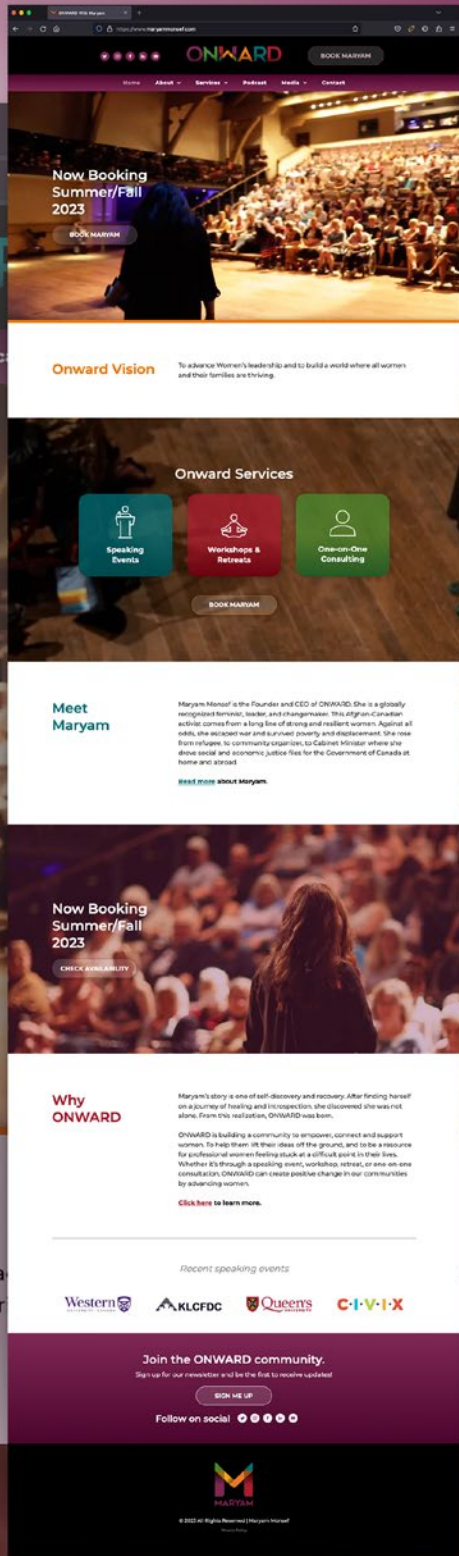 ONWARD With Maryam
https://www.maryammonsef.com
ONWARD
BOOK MARYAM
Home About Services Podcast Media Contact
Now Booking
Summer/Fall
2023
BOOK MARYAM
Onward Vision
To advance Women's leadership and to build a world where all women
and their families are thriving.
Onward Services
Speaking
Events
Workshops &
Retreats
One-on-One
Consulting
BOOK MARYAM
Meet
Maryam
Maryam Monsef is the Founder and CEO of ONWARD. She is a globally
recognized feminist, leader, and changemaker. This Afghan-Canadian
activist comes from a long line of strong and resilient women. Against all
odds, she escaped war and survived poverty and displacement. She rose
from refugee, to community organizer, to Cabinet Minister where she
drove social and economic justice files for the Government of Canada at
home and abroad.
Read more about Maryam.
Now Booking
Summer/Fall
2023
CHECK AVAILABILITY
Why
ONWARD
Maryam's story is one of self-discovery and recovery. After finding herself
on a journey of healing and introspection, she discovered she was not
alone. From this realization, ONWARD was born.
ONWARD is building a community to empower, connect and support
women. To help them lift their ideas off the ground, and to be a resource
for professional women feeling stuck at a difficult point in their lives.
Whether it's through a speaking event, workshop, retreat, or one-on-one
consultation, ONWARD can create positive change in our communities
by advancing women.
Click here to learn more.
Recent speaking events
Western
KLCFDC
Queen's
UNIVERSITY
C·I·V·I·X
Join the ONWARD community.
Sign up for our newsletter and be the first to receive updates!
SIGN ME UP
Follow on social
MARYAM
© 2023 All Rights Reserved | Maryam Monsef
Privacy Policy